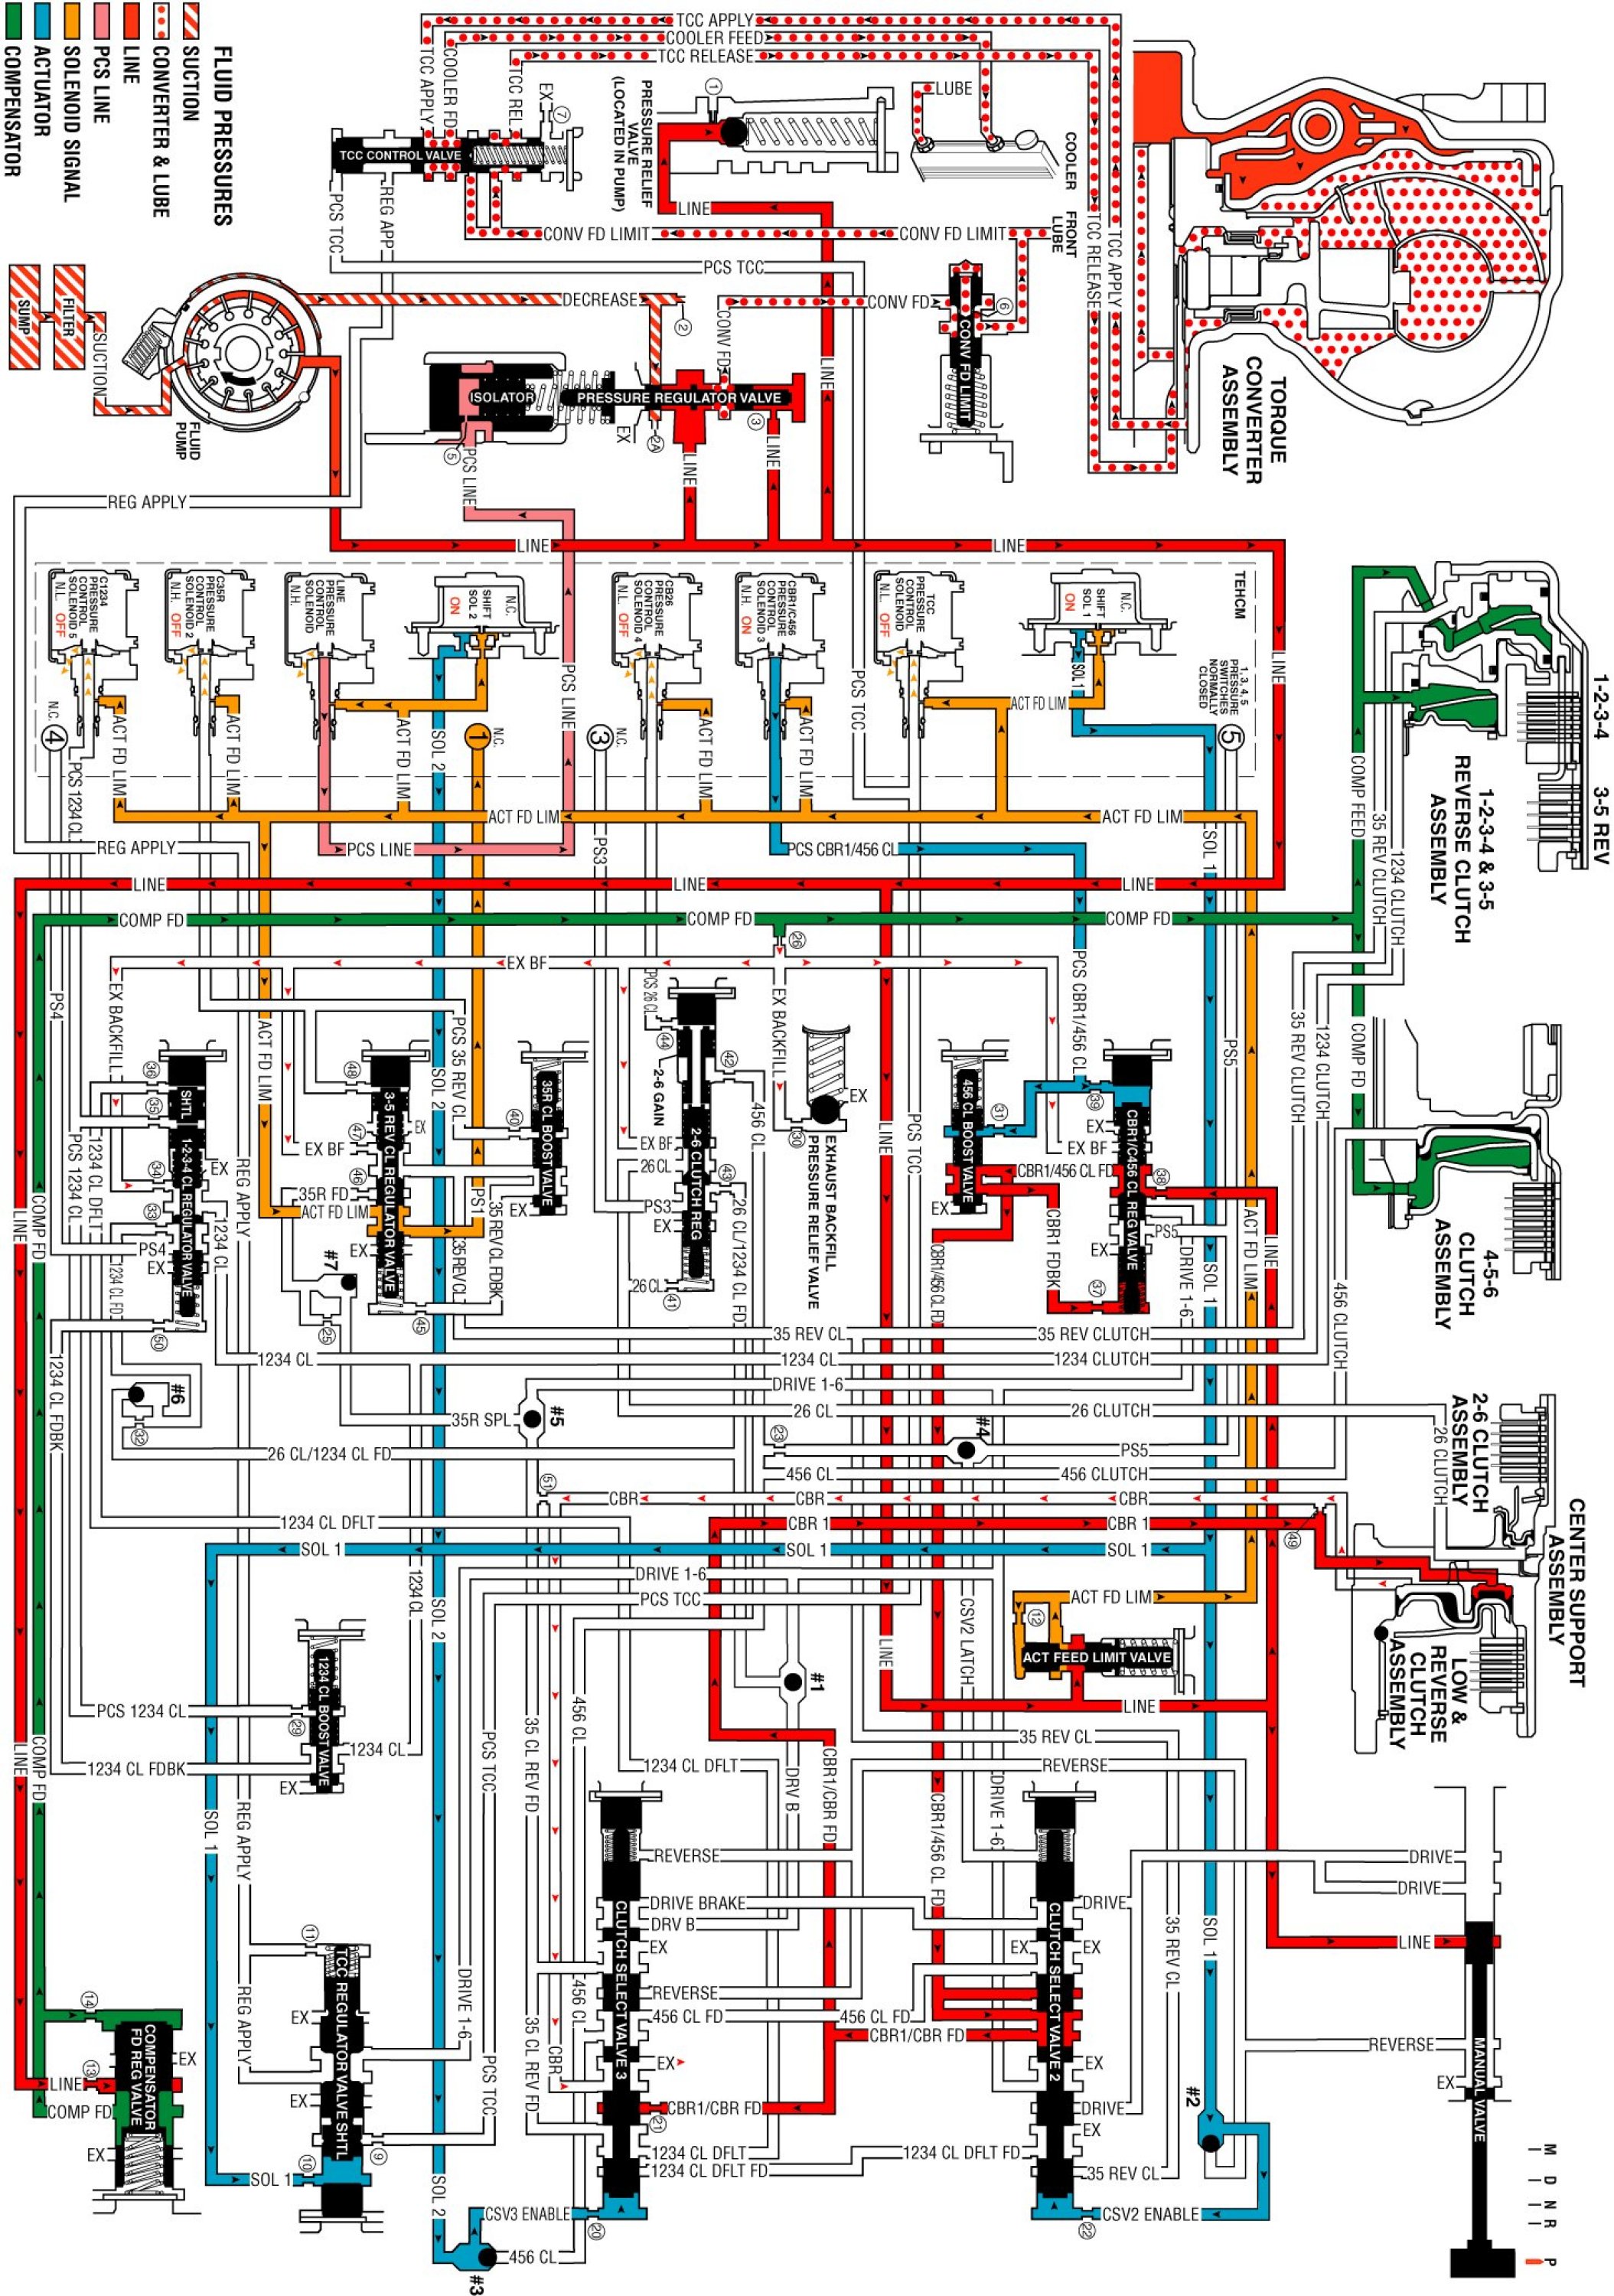 TCC APPLY
COOLER FEED
TCC RELEASE
TCC APPLY
COOLER FD
TCC REL
EX
7
TCC CONTROL VALVE
PCS TCC
REG APP
1
PRESSURE RELIEF
VALVE
(LOCATED IN PUMP)
LINE
LUBE
COOLER
FRONT
LUBE
TCC RELEASE
TCC APPLY
CONV FD LIMIT
CONV FD LIMIT
PCS TCC
TORQUE
CONVERTER
ASSEMBLY
FLUID PRESSURES
SUCTION
CONVERTER & LUBE
LINE
PCS LINE
SOLENOID SIGNAL
ACTUATOR
COMPENSATOR
SUMP
FILTER
SUCTION
FLUID
PUMP
DECREASE
2
CONV FD
CONV FD
6
CONV FD LIMIT
LINE
ISOLATOR
PRESSURE REGULATOR VALVE
EX
2A
3
5
PCS LINE
LINE
LINE
REG APPLY
LINE
LINE
C1234
PRESSURE
CONTROL
SOLENOID 5
N.L. OFF
C35R
PRESSURE
CONTROL
SOLENOID 2
N.H. OFF
LINE
PRESSURE
CONTROL
SOLENOID
N.H.
N.C.
SHIFT
SOL 2
ON
CB26
PRESSURE
CONTROL
SOLENOID 4
N.L. OFF
CBR1/C456
PRESSURE
CONTROL
SOLENOID 3
N.H. ON
TCC
PRESSURE
CONTROL
SOLENOID
N.L. OFF
N.C.
SHIFT
SOL 1
ON
TEHCM
1, 3, 4, 5
PRESSURE
SWITCHES
NORMALLY
CLOSED
N.C.
4
N.C.
1
N.C.
3
5
PCS LINE
PCS TCC
SOL 1
ACT FD LIM
LINE
ACT FD LIM
ACT FD LIM
ACT FD LIM
SOL 2
ACT FD LIM
ACT FD LIM
PCS 1234 CL
REG APPLY
PCS LINE
ACT FD LIM
PS3
PCS CBR1/456 CL
ACT FD LIM
SOL 1
LINE
LINE
LINE
COMP FD
COMP FD
COMP FD
1-2-3-4
3-5 REV
1-2-3-4 & 3-5
REVERSE CLUTCH
ASSEMBLY
COMP FEED
35 REV CLUTCH
1234 CLUTCH
26
EX BF
EX BACKFILL
PS4
ACT FD LIM
PCS 35 REV CL
SOL 2
PCS 26 CL
EX BACKFILL
PCS CBR1/456 CL
PS5
35 REV CLUTCH
1234 CLUTCH
COMP FD
36
SHTL
35
1-2-3-4 CL REGULATOR VALVE
34
33
EX
PS4
EX
50
48
3-5 REV CL REGULATOR VALVE
47
EX
EX BF
46
35R FD
ACT FD LIM
EX
45
40
35R CL BOOST VALVE
EX
PS1
35 REV CL
35 REV CL FDBK
44
2-6 GAIN
42
2-6 CLUTCH REG
EX BF
26 CL
43
PS3
EX
26 CL
41
456 CL
26 CL/1234 CL FD
EX
30
EXHAUST BACKFILL
PRESSURE RELIEF VALVE
456 CL BOOST VALVE
31
EX
39
EX
EX BF
CBR1/C456 CL REG VALVE
38
CBR1/456 CL FD
PS5
EX
37
CBR1 FDBK
CBR1/456 CL FD
DRIVE 1-6
SOL 1
ACT FD LIM
LINE
LINE
PCS TCC
4-5-6
CLUTCH
ASSEMBLY
456 CLUTCH
LINE
COMP FD
PCS 1234 CL
1234 CL DFLT
1234 CL FD
1234 CL
REG APPLY
#7
25
35 REV CL
35 REV CLUTCH
1234 CL
1234 CL
1234 CLUTCH
DRIVE 1-6
26 CL
26 CLUTCH
#6
32
35R SPL
#5
26 CL/1234 CL FD
23
#4
PS5
1234 CL FDBK
456 CL
456 CLUTCH
51
CBR
CBR
CBR
1234 CL DFLT
CBR 1
CBR 1
49
SOL 1
SOL 1
SOL 1
DRIVE 1-6
PCS TCC
2-6 CLUTCH
ASSEMBLY
26 CLUTCH
CENTER SUPPORT
ASSEMBLY
LOW &
REVERSE
CLUTCH
ASSEMBLY
1234 CL
SOL 2
ACT FD LIM
12
ACT FEED LIMIT VALVE
CSV2 LATCH
LINE
LINE
#1
1234 CL BOOST VALVE
PCS 1234 CL
29
1234 CL
1234 CL FDBK
EX
LINE
COMP FD
SOL 1
REG APPLY
PCS TCC
35 CL REV FD
456 CL
1234 CL DFLT
DRV B
CBR1/CBR FD
35 REV CL
REVERSE
DRIVE 1-6
CBR1/456 CL FD
REVERSE
DRIVE BRAKE
DRV B
EX
REVERSE
456 CL FD
456 CL FD
CLUTCH SELECT VALVE 3
EX
CBR1/CBR FD
21
1234 CL DFLT
1234 CL DFLT FD
1234 CL DFLT FD
CSV3 ENABLE
20
#3
456 CL
DRIVE
EX
EX
CLUTCH SELECT VALVE 2
CBR1/CBR FD
EX
DRIVE
EX
35 REV CL
CSV2 ENABLE
22
35 REV CL
SOL 1
#2
DRIVE
DRIVE
LINE
REVERSE
EX
MANUAL VALVE
M D N R P
14
COMPENSATOR
FD REG VALVE
EX
13
LINE
COMP FD
EX
11
TCC REGULATOR VALVE SHTL
EX
EX
REG APPLY
9
10
SOL 1
DRIVE 1-6
PCS TCC
SOL 2
35 CL REV FD
CBR
456 CL